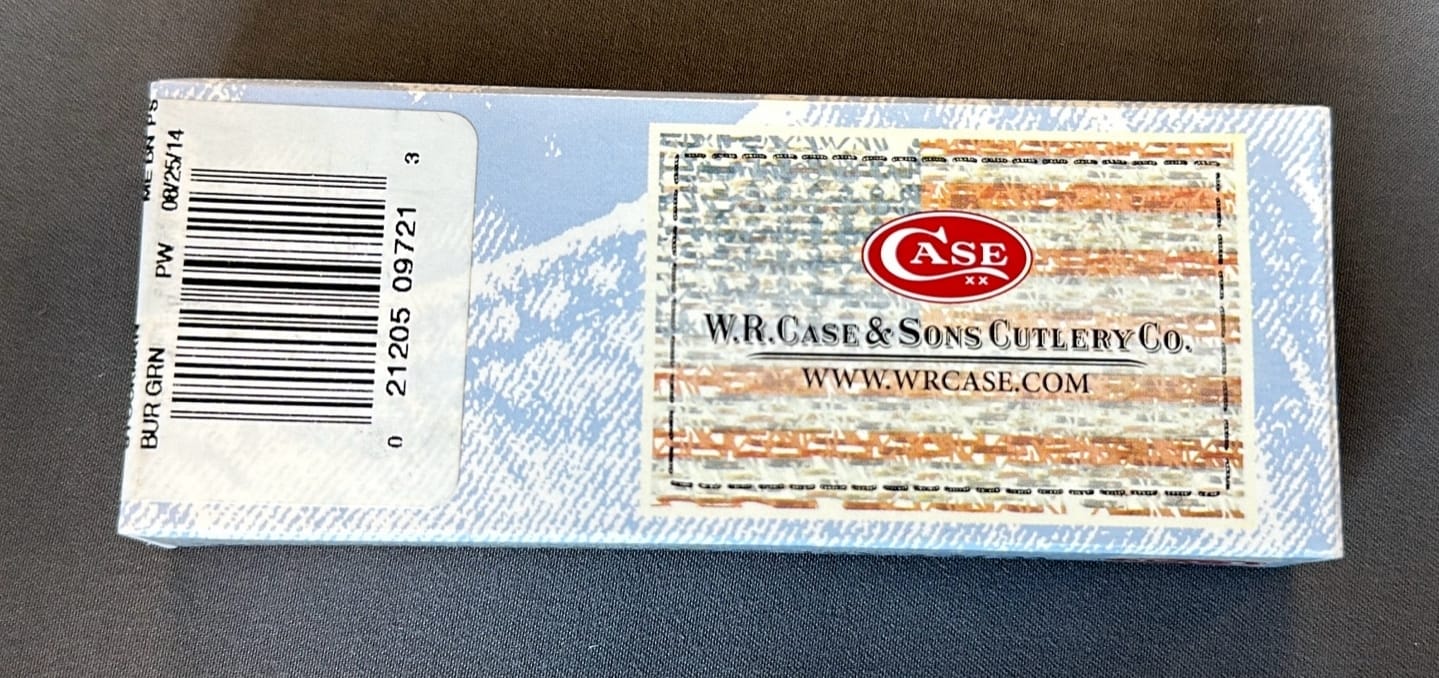 BUR GRN PW 08/25/14
0 21205 09721 3
CASE
XX
W.R. CASE & SONS CUTLERY CO.
WWW.WRCASE.COM